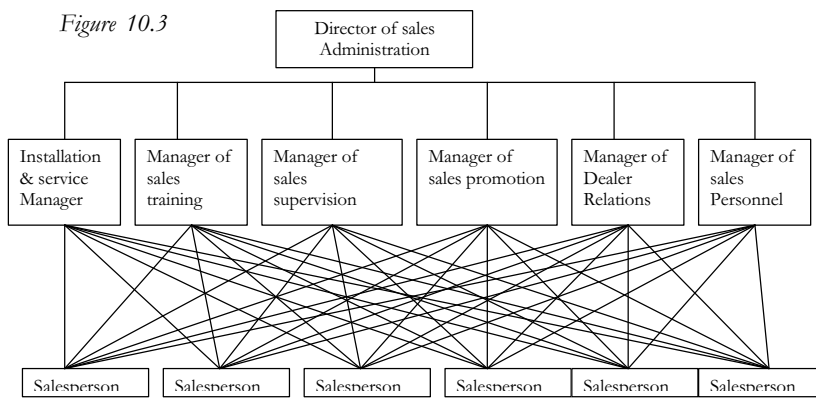 Figure 10.3
Director of sales
Administration
Installation
& service
Manager
Manager of
sales
training
Manager of
sales
supervision
Manager of
sales promotion
Manager of
Dealer
Relations
Manager of
sales
Personnel
Salesperson
Salesperson
Salesperson
Salesperson
Salesperson
Salesperson